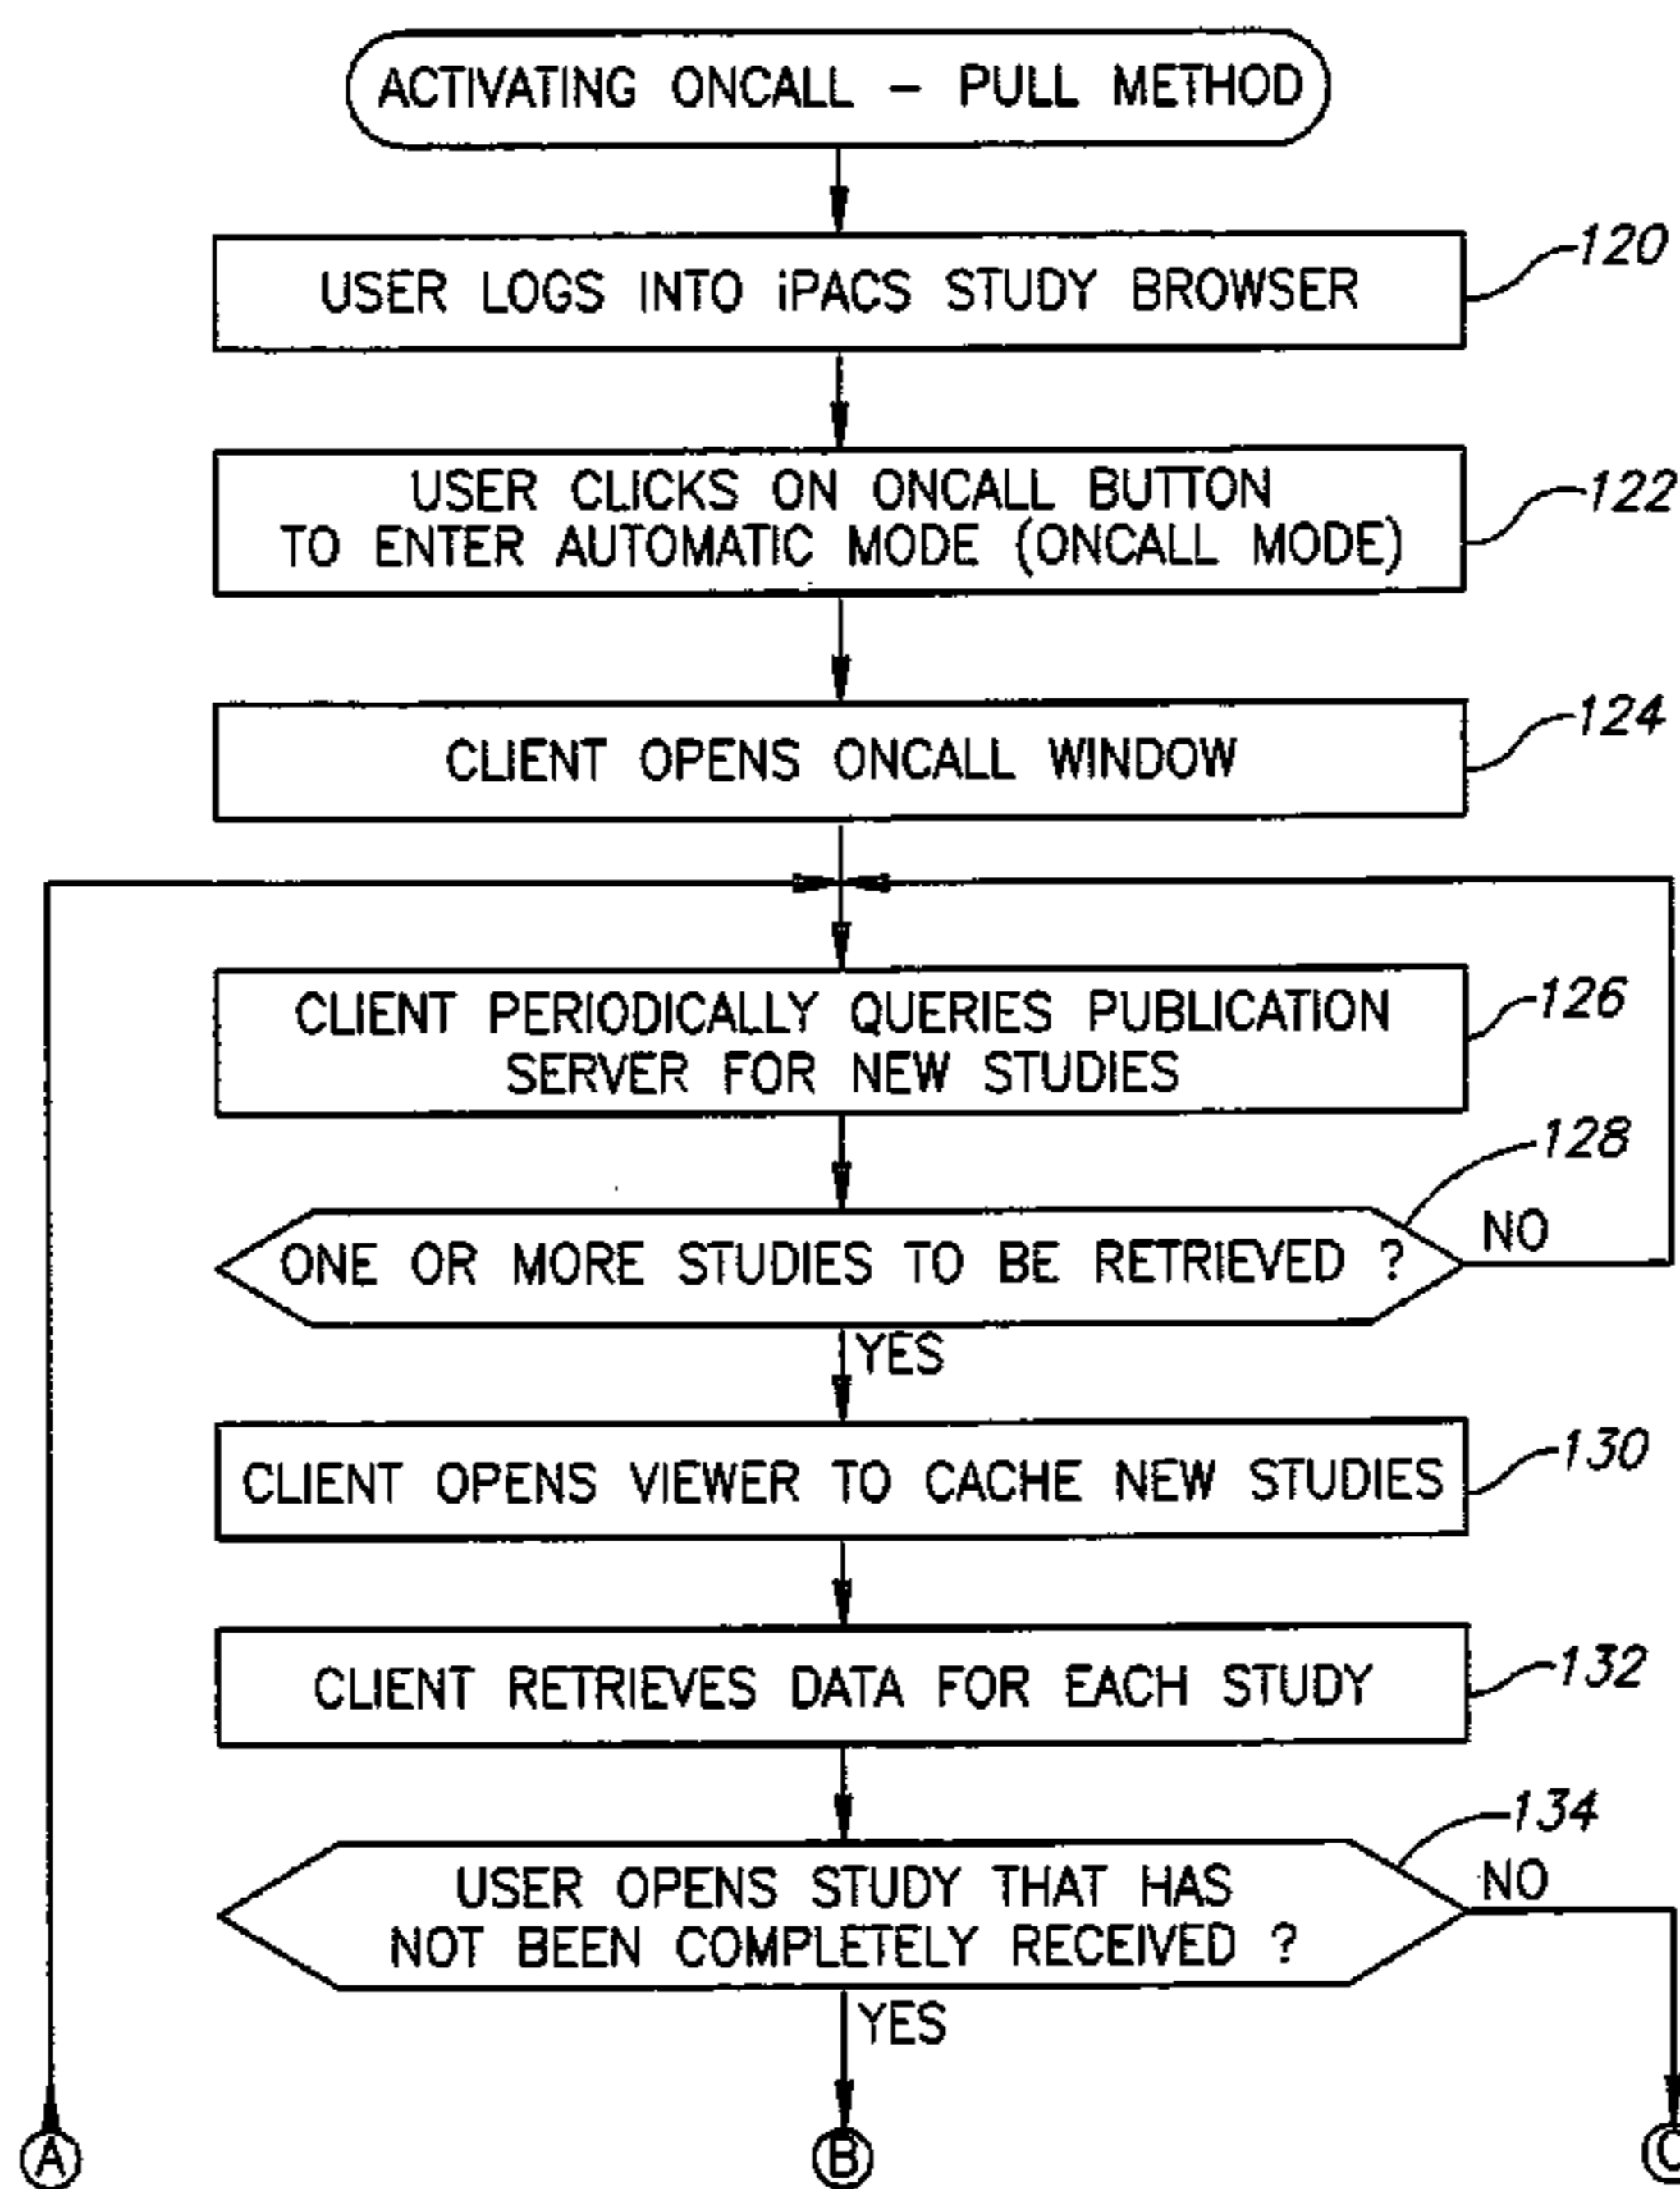 ACTIVATING ONCALL – PULL METHOD
USER LOGS INTO iPACS STUDY BROWSER
120
USER CLICKS ON ONCALL BUTTON
TO ENTER AUTOMATIC MODE (ONCALL MODE)
122
CLIENT OPENS ONCALL WINDOW
124
CLIENT PERIODICALLY QUERIES PUBLICATION
SERVER FOR NEW STUDIES
126
128
ONE OR MORE STUDIES TO BE RETRIEVED ?
NO
YES
CLIENT OPENS VIEWER TO CACHE NEW STUDIES
130
CLIENT RETRIEVES DATA FOR EACH STUDY
132
134
USER OPENS STUDY THAT HAS
NOT BEEN COMPLETELY RECEIVED ?
NO
YES
A
B
C